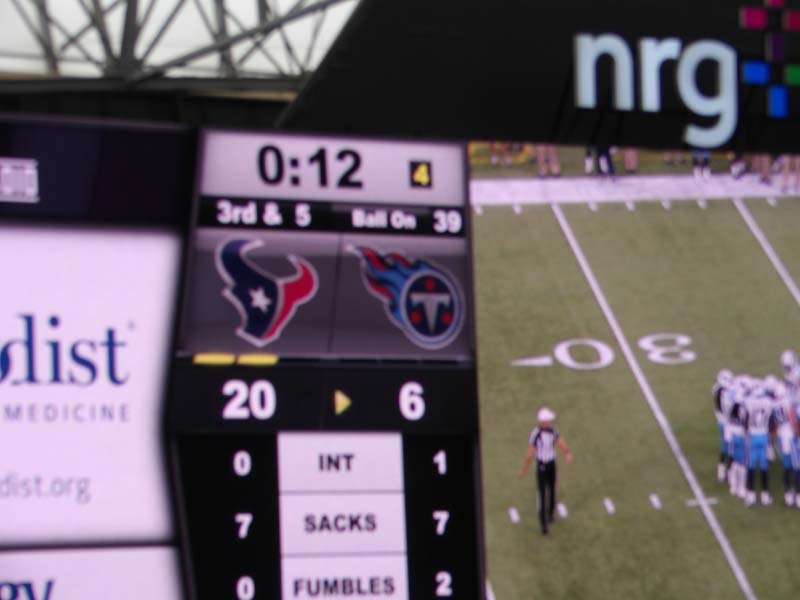 nrg
0:12 4
3rd & 5 Ball On 39
T
20 6
0 INT 1
7 SACKS 7
0 FUMBLES 2
MEDICINE
dist.org
30